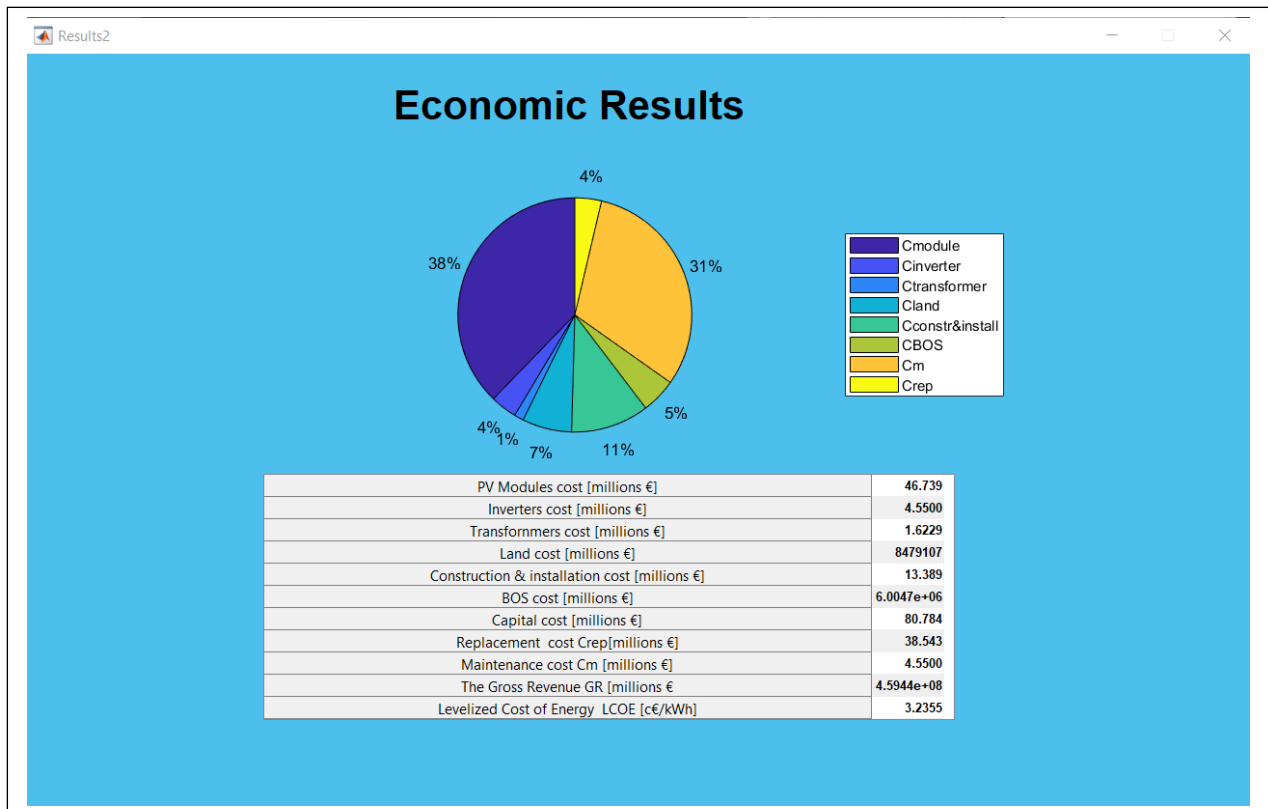 Results2
Economic Results
4%
31%
38%
5%
4%
1%
7%
11%
Cmodule
Cinverter
Ctransformer
Cland
Cconstr&install
CBOS
Cm
Crep
PV Modules cost [millions €] 46.739
Inverters cost [millions €] 4.5500
Transfornmers cost [millions €] 1.6229
Land cost [millions €] 8479107
Construction & installation cost [millions €] 13.389
BOS cost [millions €] 6.0047e+06
Capital cost [millions €] 80.784
Replacement  cost Crep[millions €] 38.543
Maintenance cost Cm [millions €] 4.5500
The Gross Revenue GR [millions € 4.5944e+08
Levelized Cost of Energy  LCOE [c€/kWh] 3.2355